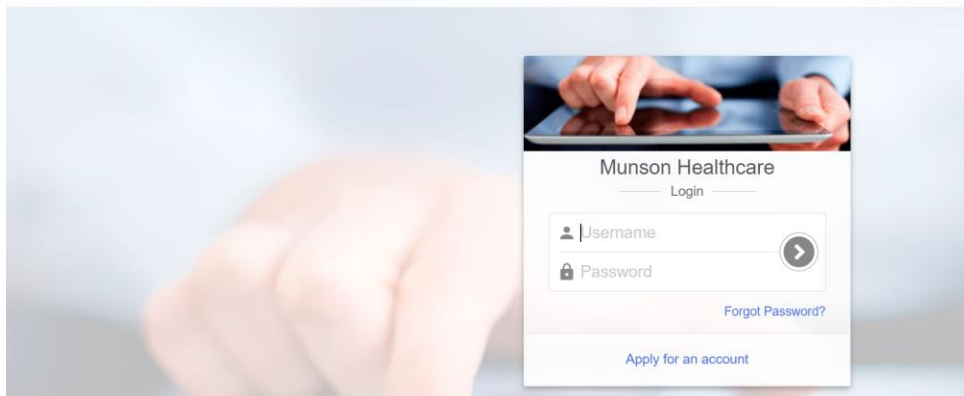 Munson Healthcare
Login
Username
Password
Forgot Password?
Apply for an account